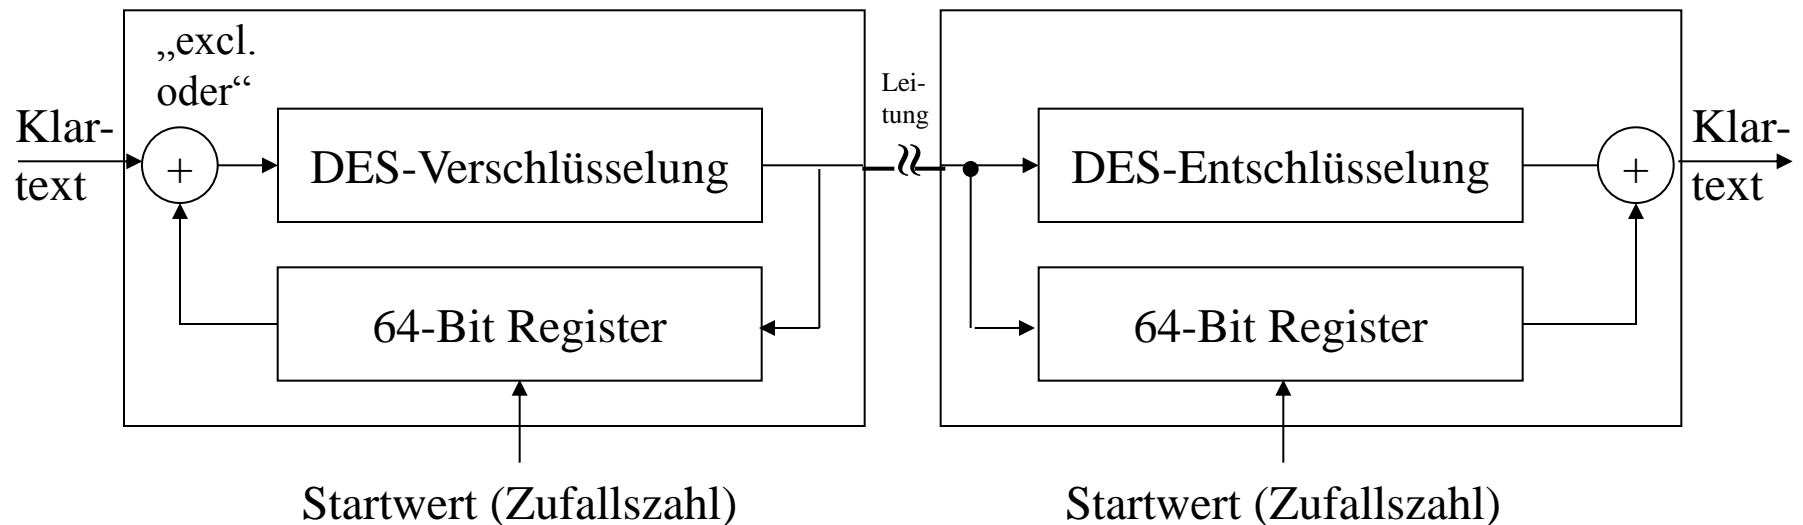 „excl.
oder“
Klar-
text
+
DES-Verschlüsselung
64-Bit Register
Startwert (Zufallszahl)
Lei-
tung
DES-Entschlüsselung
+
64-Bit Register
Startwert (Zufallszahl)
Klar-
text